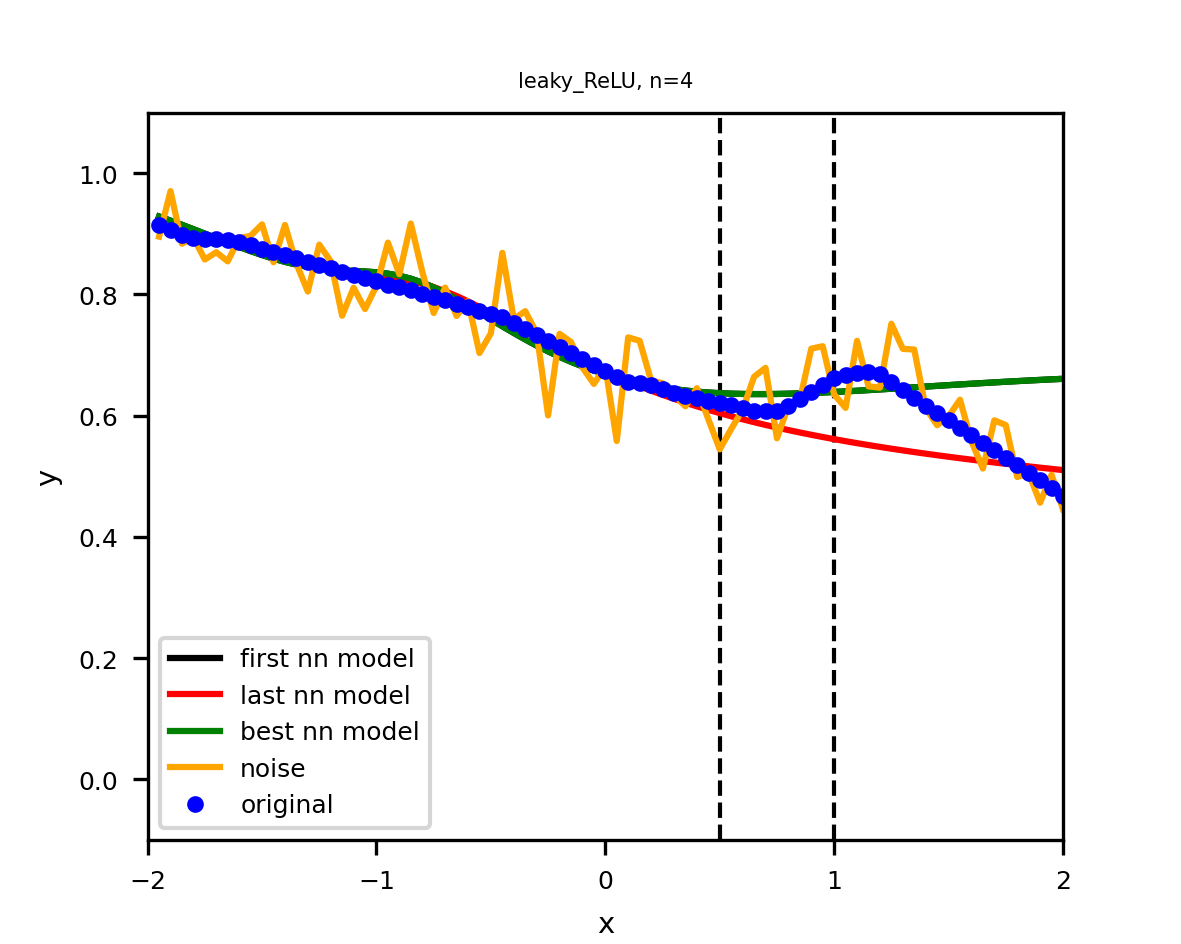 leaky_ReLU, n=4
1.0
0.8
0.6
0.4
0.2
0.0
y
first nn model
last nn model
best nn model
noise
original
−2
−1
0
1
2
x